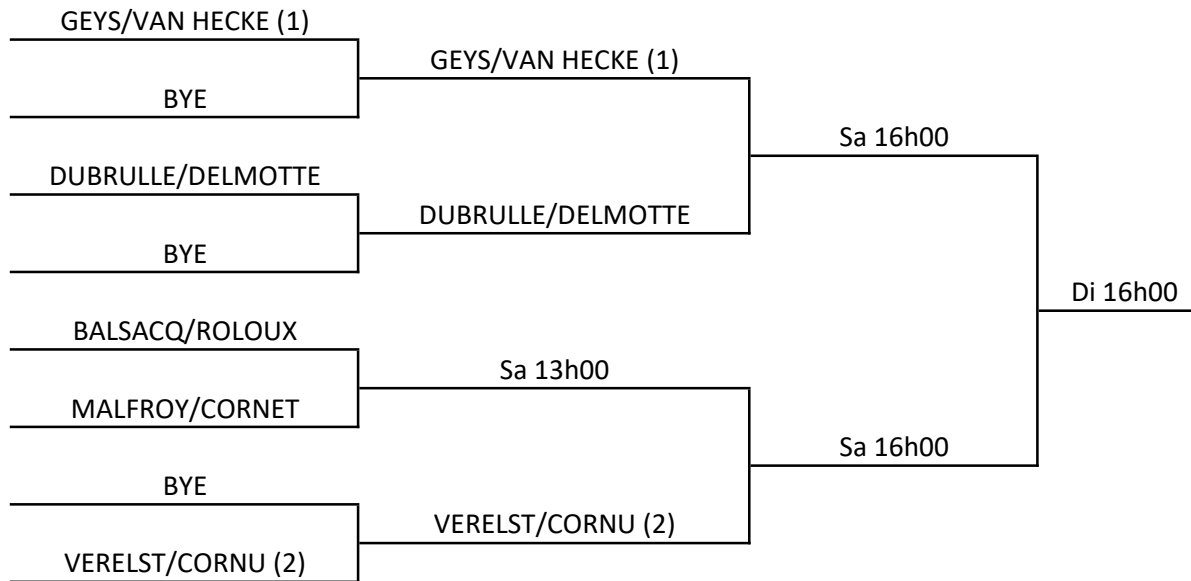 GEYS/VAN HECKE (1)
BYE
DUBRULLE/DELMOTTE
BYE
BALSACQ/ROLOUX
MALFROY/CORNET
BYE
VERELST/CORNU (2)
GEYS/VAN HECKE (1)
DUBRULLE/DELMOTTE
Sa 13h00
VERELST/CORNU (2)
Sa 16h00
Sa 16h00
Di 16h00